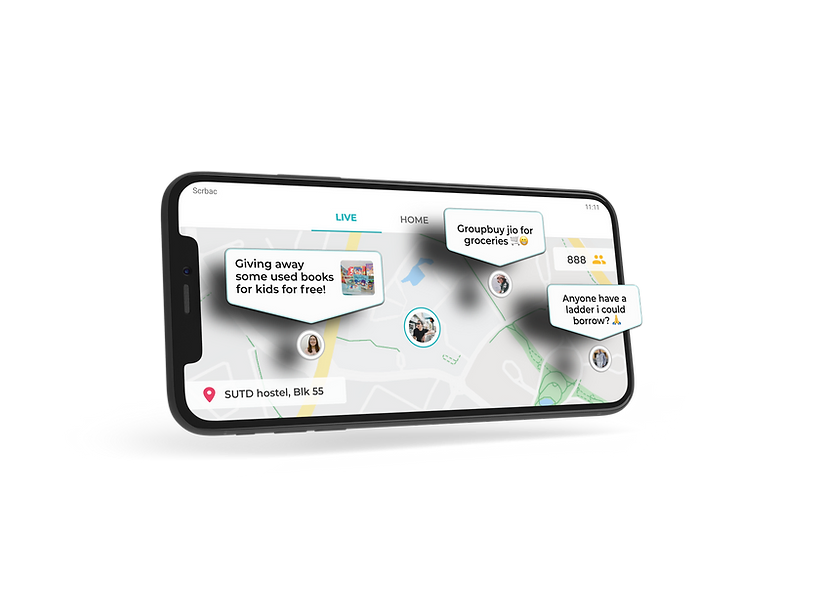 Scrbac
11:11
LIVE
HOME
Groupbuy jio for
groceries 🛒😋
888
Giving away
some used books
for kids for free!
Anyone have a
ladder i could
borrow? 🙏
SUTD hostel, Blk 55